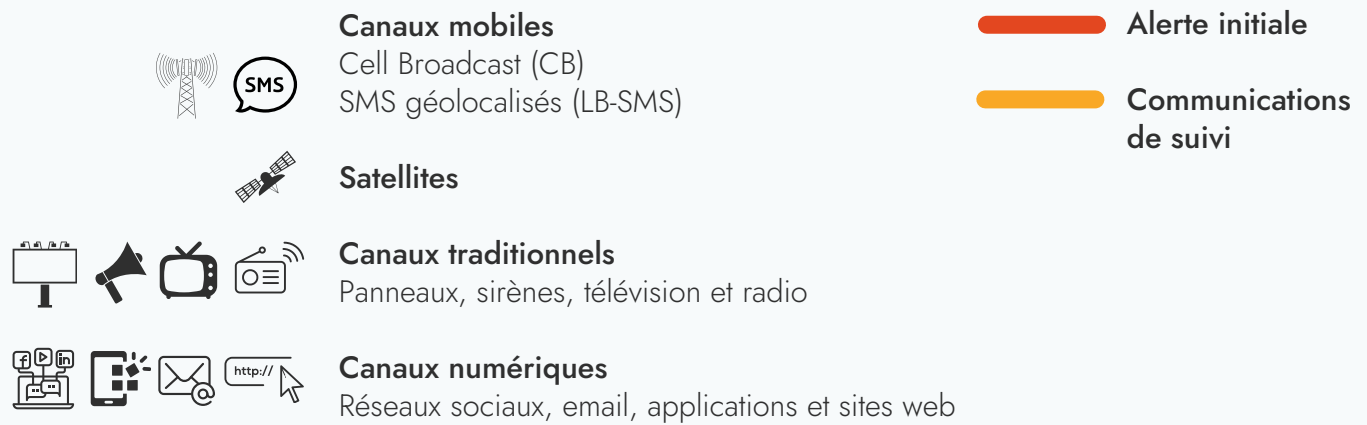 Canaux mobiles
Cell Broadcast (CB)
SMS
SMS géolocalisés (LB-SMS)
Satellites
Canaux traditionnels
Panneaux, sirènes, télévision et radio
http://
Canaux numériques
Réseaux sociaux, email, applications et sites web
Alerte initiale
Communications
de suivi